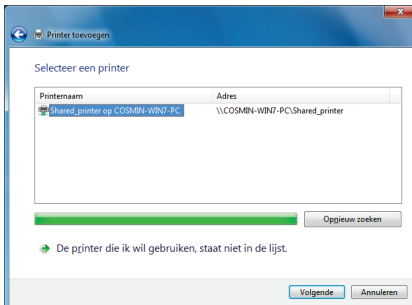 Printer toevoegen
Selecteer een printer
Printernaam Adres
Shared_printer op COSMIN-WIN7-PC \\COSMIN-WIN7-PC\Shared_printer
Opnieuw zoeken
De printer die ik wil gebruiken, staat niet in de lijst.
Volgende Annuleren